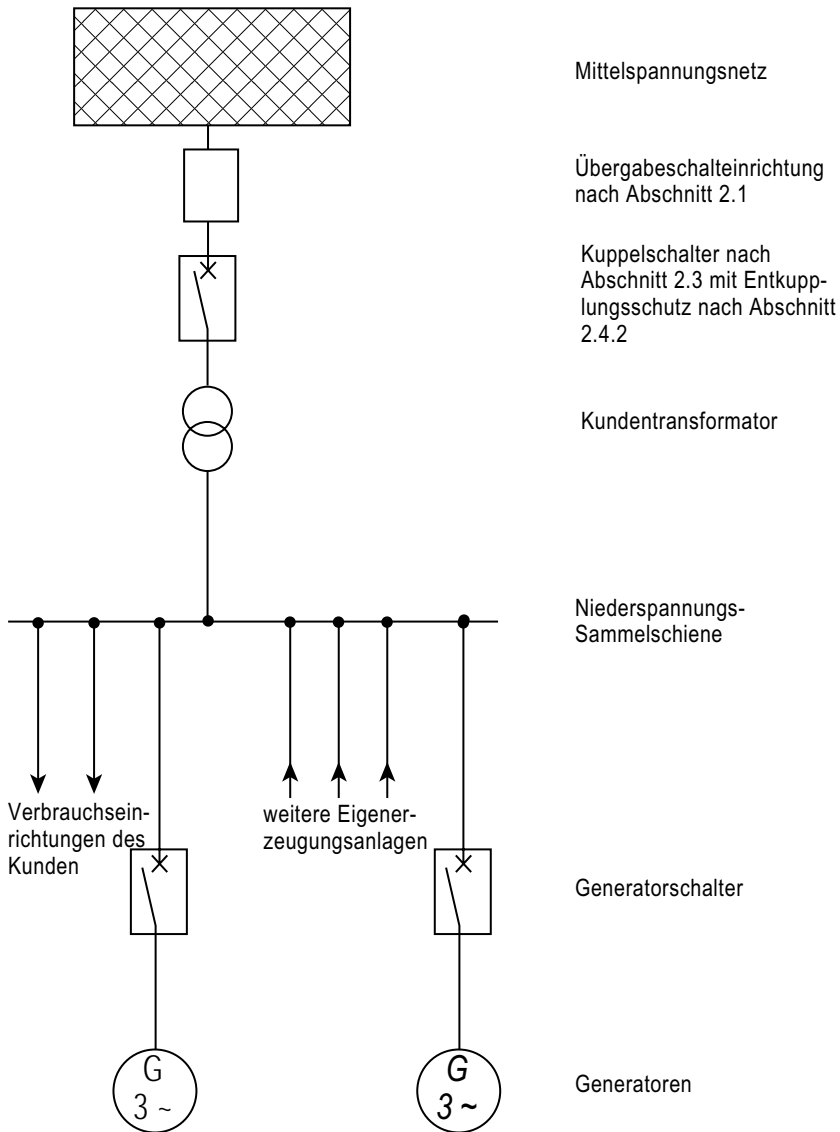 Mittelspannungsnetz
Übergabeschalteinrichtung
nach Abschnitt 2.1
Kuppelschalter nach
Abschnitt 2.3 mit Entkupp-
lungsschutz nach Abschnitt
2.4.2
Kundentransformator
Niederspannungs-
Sammelschiene
Verbrauchsein-
richtungen des
Kunden
weitere Eigener-
zeugungsanlagen
Generatorschalter
G
3 ~
G
3 ~
Generatoren